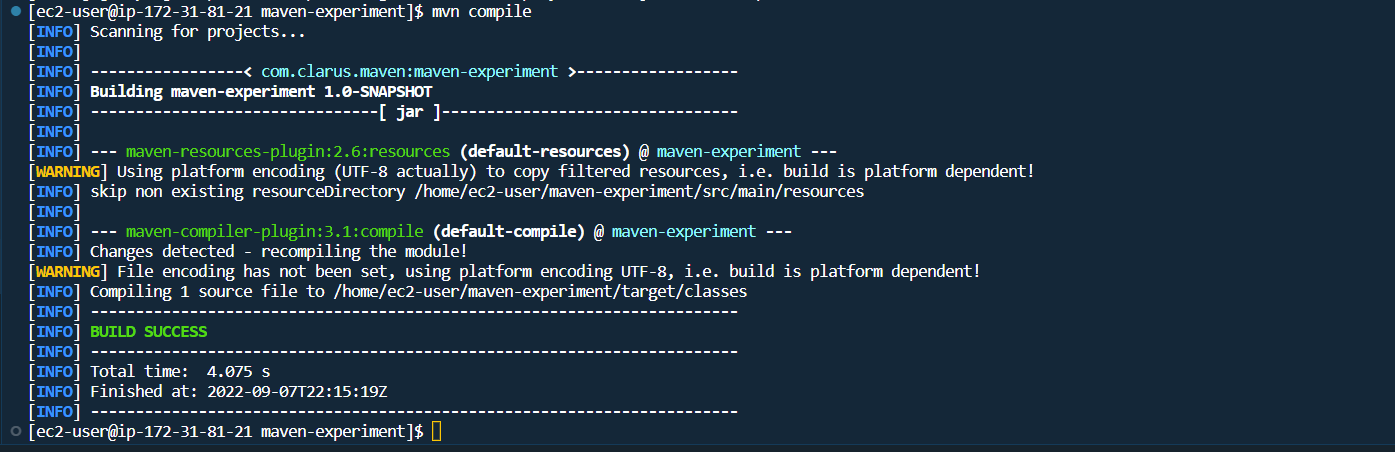 [ec2-user@ip-172-31-81-21 maven-experiment]$ mvn compile
[INFO] Scanning for projects...
[INFO]
[INFO] -----------------< com.clarus.maven:maven-experiment >------------------
[INFO] Building maven-experiment 1.0-SNAPSHOT
[INFO] --------------------------------[ jar ]---------------------------------
[INFO]
[INFO] --- maven-resources-plugin:2.6:resources (default-resources) @ maven-experiment ---
[WARNING] Using platform encoding (UTF-8 actually) to copy filtered resources, i.e. build is platform dependent!
[INFO] skip non existing resourceDirectory /home/ec2-user/maven-experiment/src/main/resources
[INFO]
[INFO] --- maven-compiler-plugin:3.1:compile (default-compile) @ maven-experiment ---
[INFO] Changes detected - recompiling the module!
[WARNING] File encoding has not been set, using platform encoding UTF-8, i.e. build is platform dependent!
[INFO] Compiling 1 source file to /home/ec2-user/maven-experiment/target/classes
[INFO] ------------------------------------------------------------------------
[INFO] BUILD SUCCESS
[INFO] ------------------------------------------------------------------------
[INFO] Total time:  4.075 s
[INFO] Finished at: 2022-09-07T22:15:19Z
[INFO] ------------------------------------------------------------------------
[ec2-user@ip-172-31-81-21 maven-experiment]$